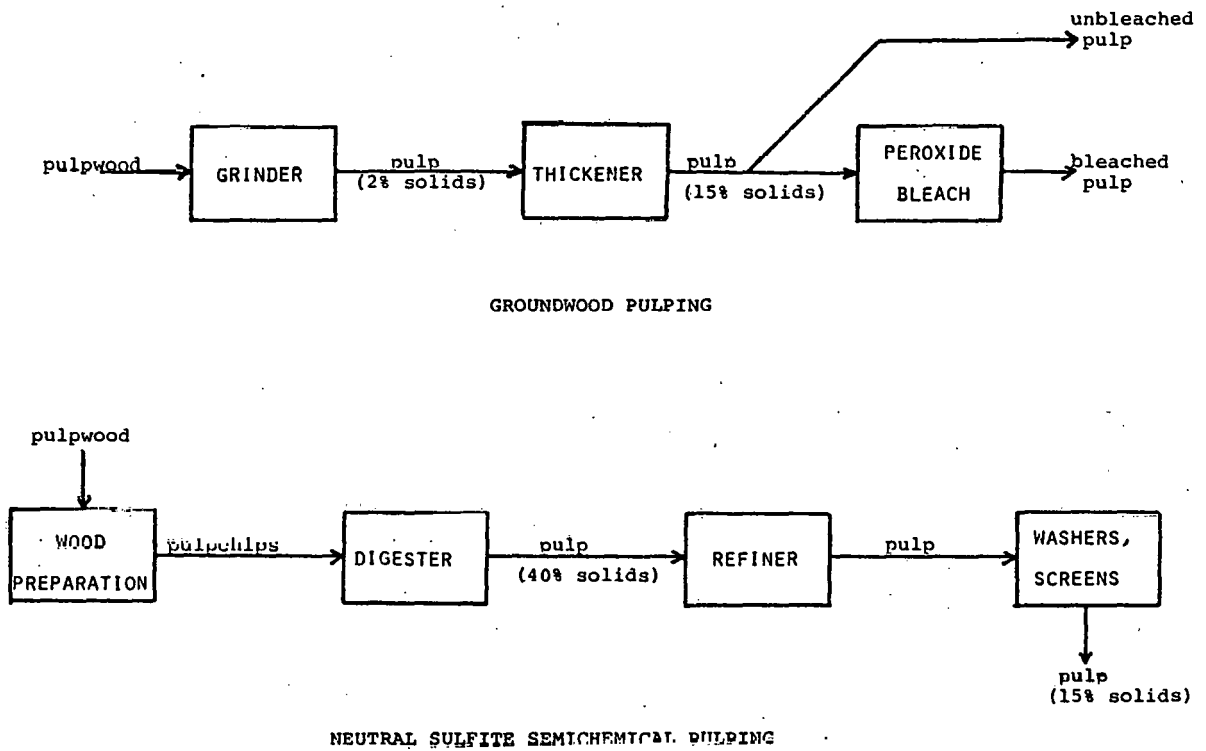 unbleached
pulp
pulpwood
GRINDER
pulp
(2% solids)
THICKENER
pulp
(15% solids)
PEROXIDE
BLEACH
bleached
pulp
GROUNDWOOD PULPING
pulpwood
WOOD
PREPARATION
pulpchips
DIGESTER
pulp
(40% solids)
REFINER
pulp
WASHERS,
SCREENS
pulp
(15% solids)
NEUTRAL SULFITE SEMICHEMICAL PULPING